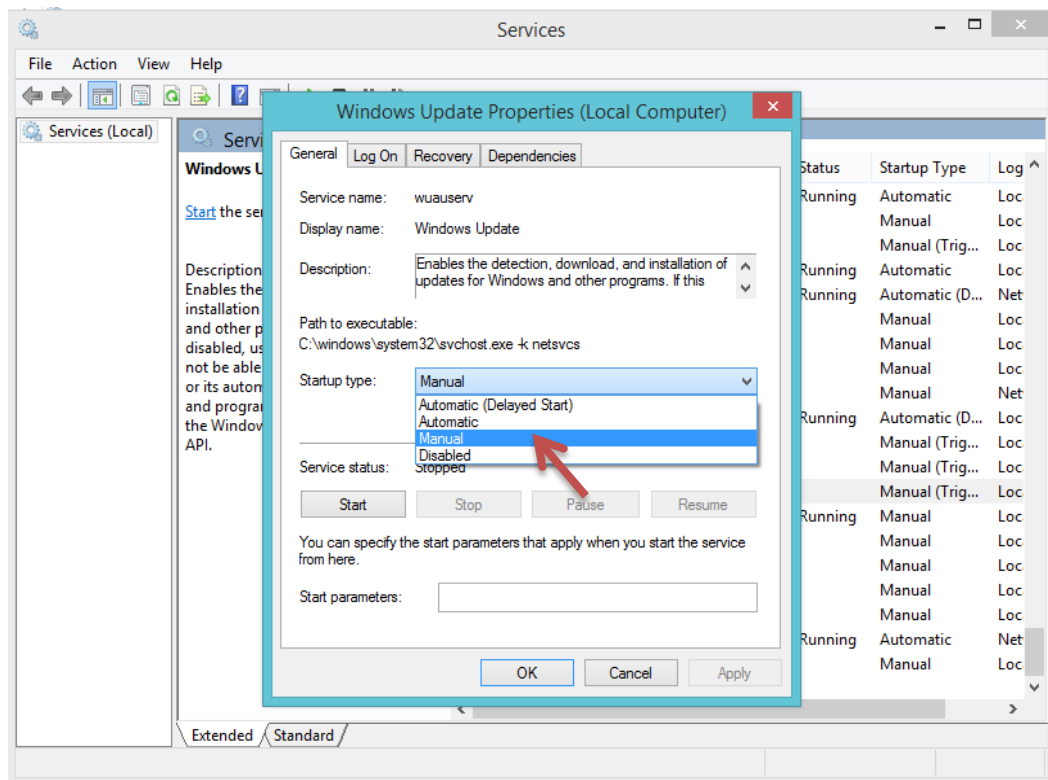 Services
File Action View Help
Services (Local)
Servi
Windows U
Start the ser
Description
Enables the
installation
and other p
disabled, us
not be able
or its autom
and progra
the Window
API.
Windows Update Properties (Local Computer)
General Log On Recovery Dependencies
Service name: wuauserv
Display name: Windows Update
Description: Enables the detection, download, and installation of
updates for Windows and other programs. If this
Path to executable:
C:\windows\system32\svchost.exe -k netsvcs
Startup type: Manual
Automatic (Delayed Start)
Automatic
Manual
Disabled
Service status: Stopped
Start Stop Pause Resume
You can specify the start parameters that apply when you start the service
from here.
Start parameters:
OK Cancel Apply
Status Startup Type Log
Running Automatic Loc
Manual Loc
Manual (Trig... Loc
Running Automatic Loc
Running Automatic (D... Net
Manual Loc
Manual Loc
Manual Loc
Manual Net
Running Automatic (D... Loc
Manual (Trig... Loc
Manual (Trig... Loc
Manual (Trig... Loc
Running Manual Loc
Manual Loc
Manual Loc
Manual Loc
Manual Loc
Running Automatic Net
Manual Loc
Extended Standard